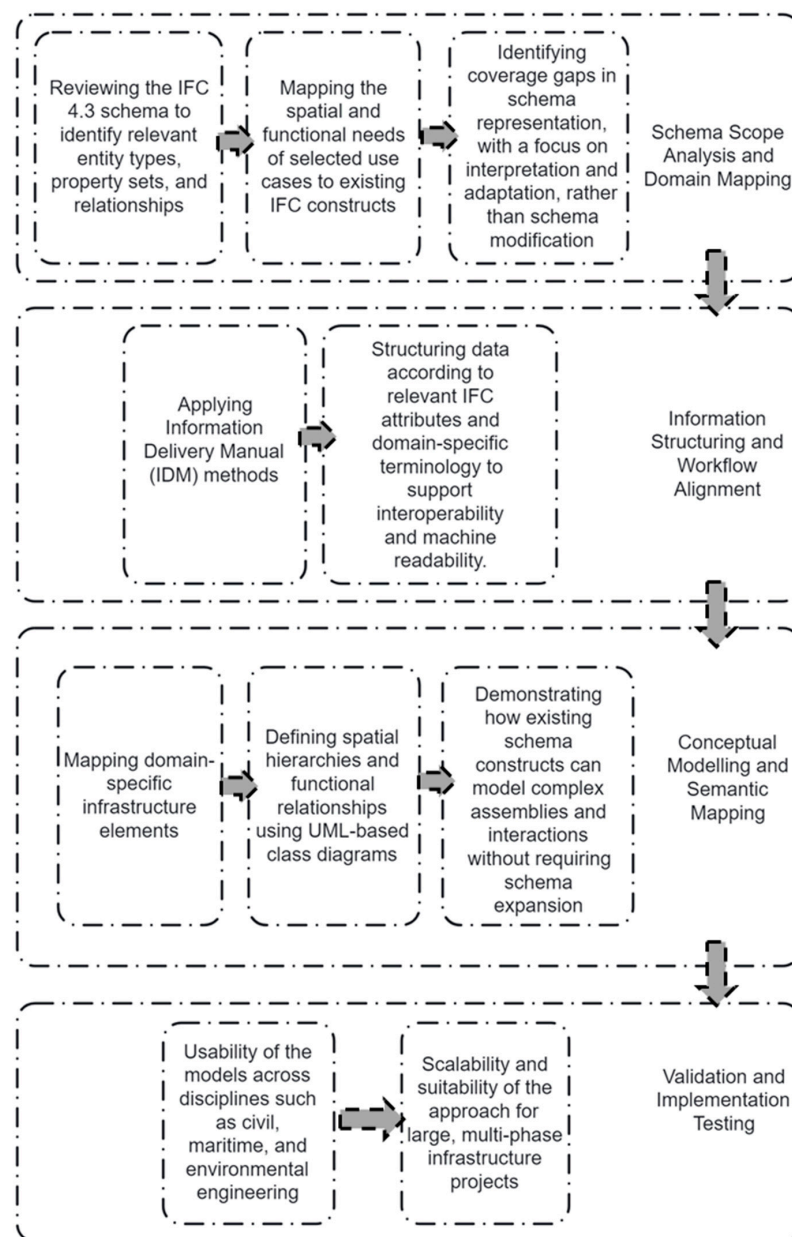 Reviewing the IFC
4.3 schema to
identify relevant
entity types,
property sets, and
relationships
Mapping the
spatial and
functional needs
of selected use
cases to existing
IFC constructs
Identifying
coverage gaps in
schema
representation,
with a focus on
interpretation and
adaptation, rather
than schema
modification
Schema Scope
Analysis and
Domain Mapping
Applying
Information
Delivery Manual
(IDM) methods
Structuring data
according to
relevant IFC
attributes and
domain-specific
terminology to
support
interoperability
and machine
readability.
Information
Structuring and
Workflow
Alignment
Mapping domain-
specific
infrastructure
elements
Defining spatial
hierarchies and
functional
relationships
using UML-based
class diagrams
Demonstrating
how existing
schema
constructs can
model complex
assemblies and
interactions
without requiring
schema
expansion
Conceptual
Modelling and
Semantic
Mapping
Usability of the
models across
disciplines such
as civil,
maritime, and
environmental
engineering
Scalability and
suitability of the
approach for
large, multi-phase
infrastructure
projects
Validation and
Implementation
Testing